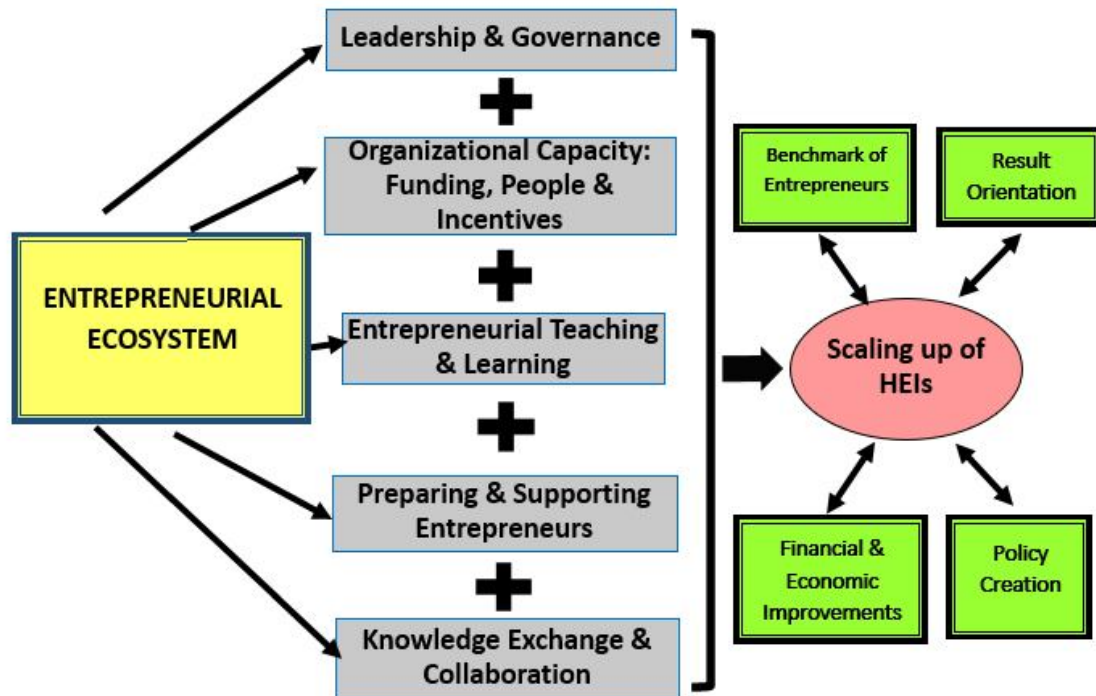 Leadership & Governance
Organizational Capacity:
Funding, People &
Incentives
ENTREPRENEURIAL
ECOSYSTEM
Entrepreneurial Teaching
& Learning
Preparing & Supporting
Entrepreneurs
Knowledge Exchange &
Collaboration
Benchmark of
Entrepreneurs
Result
Orientation
Scaling up of
HEIs
Financial &
Economic
Improvements
Policy
Creation